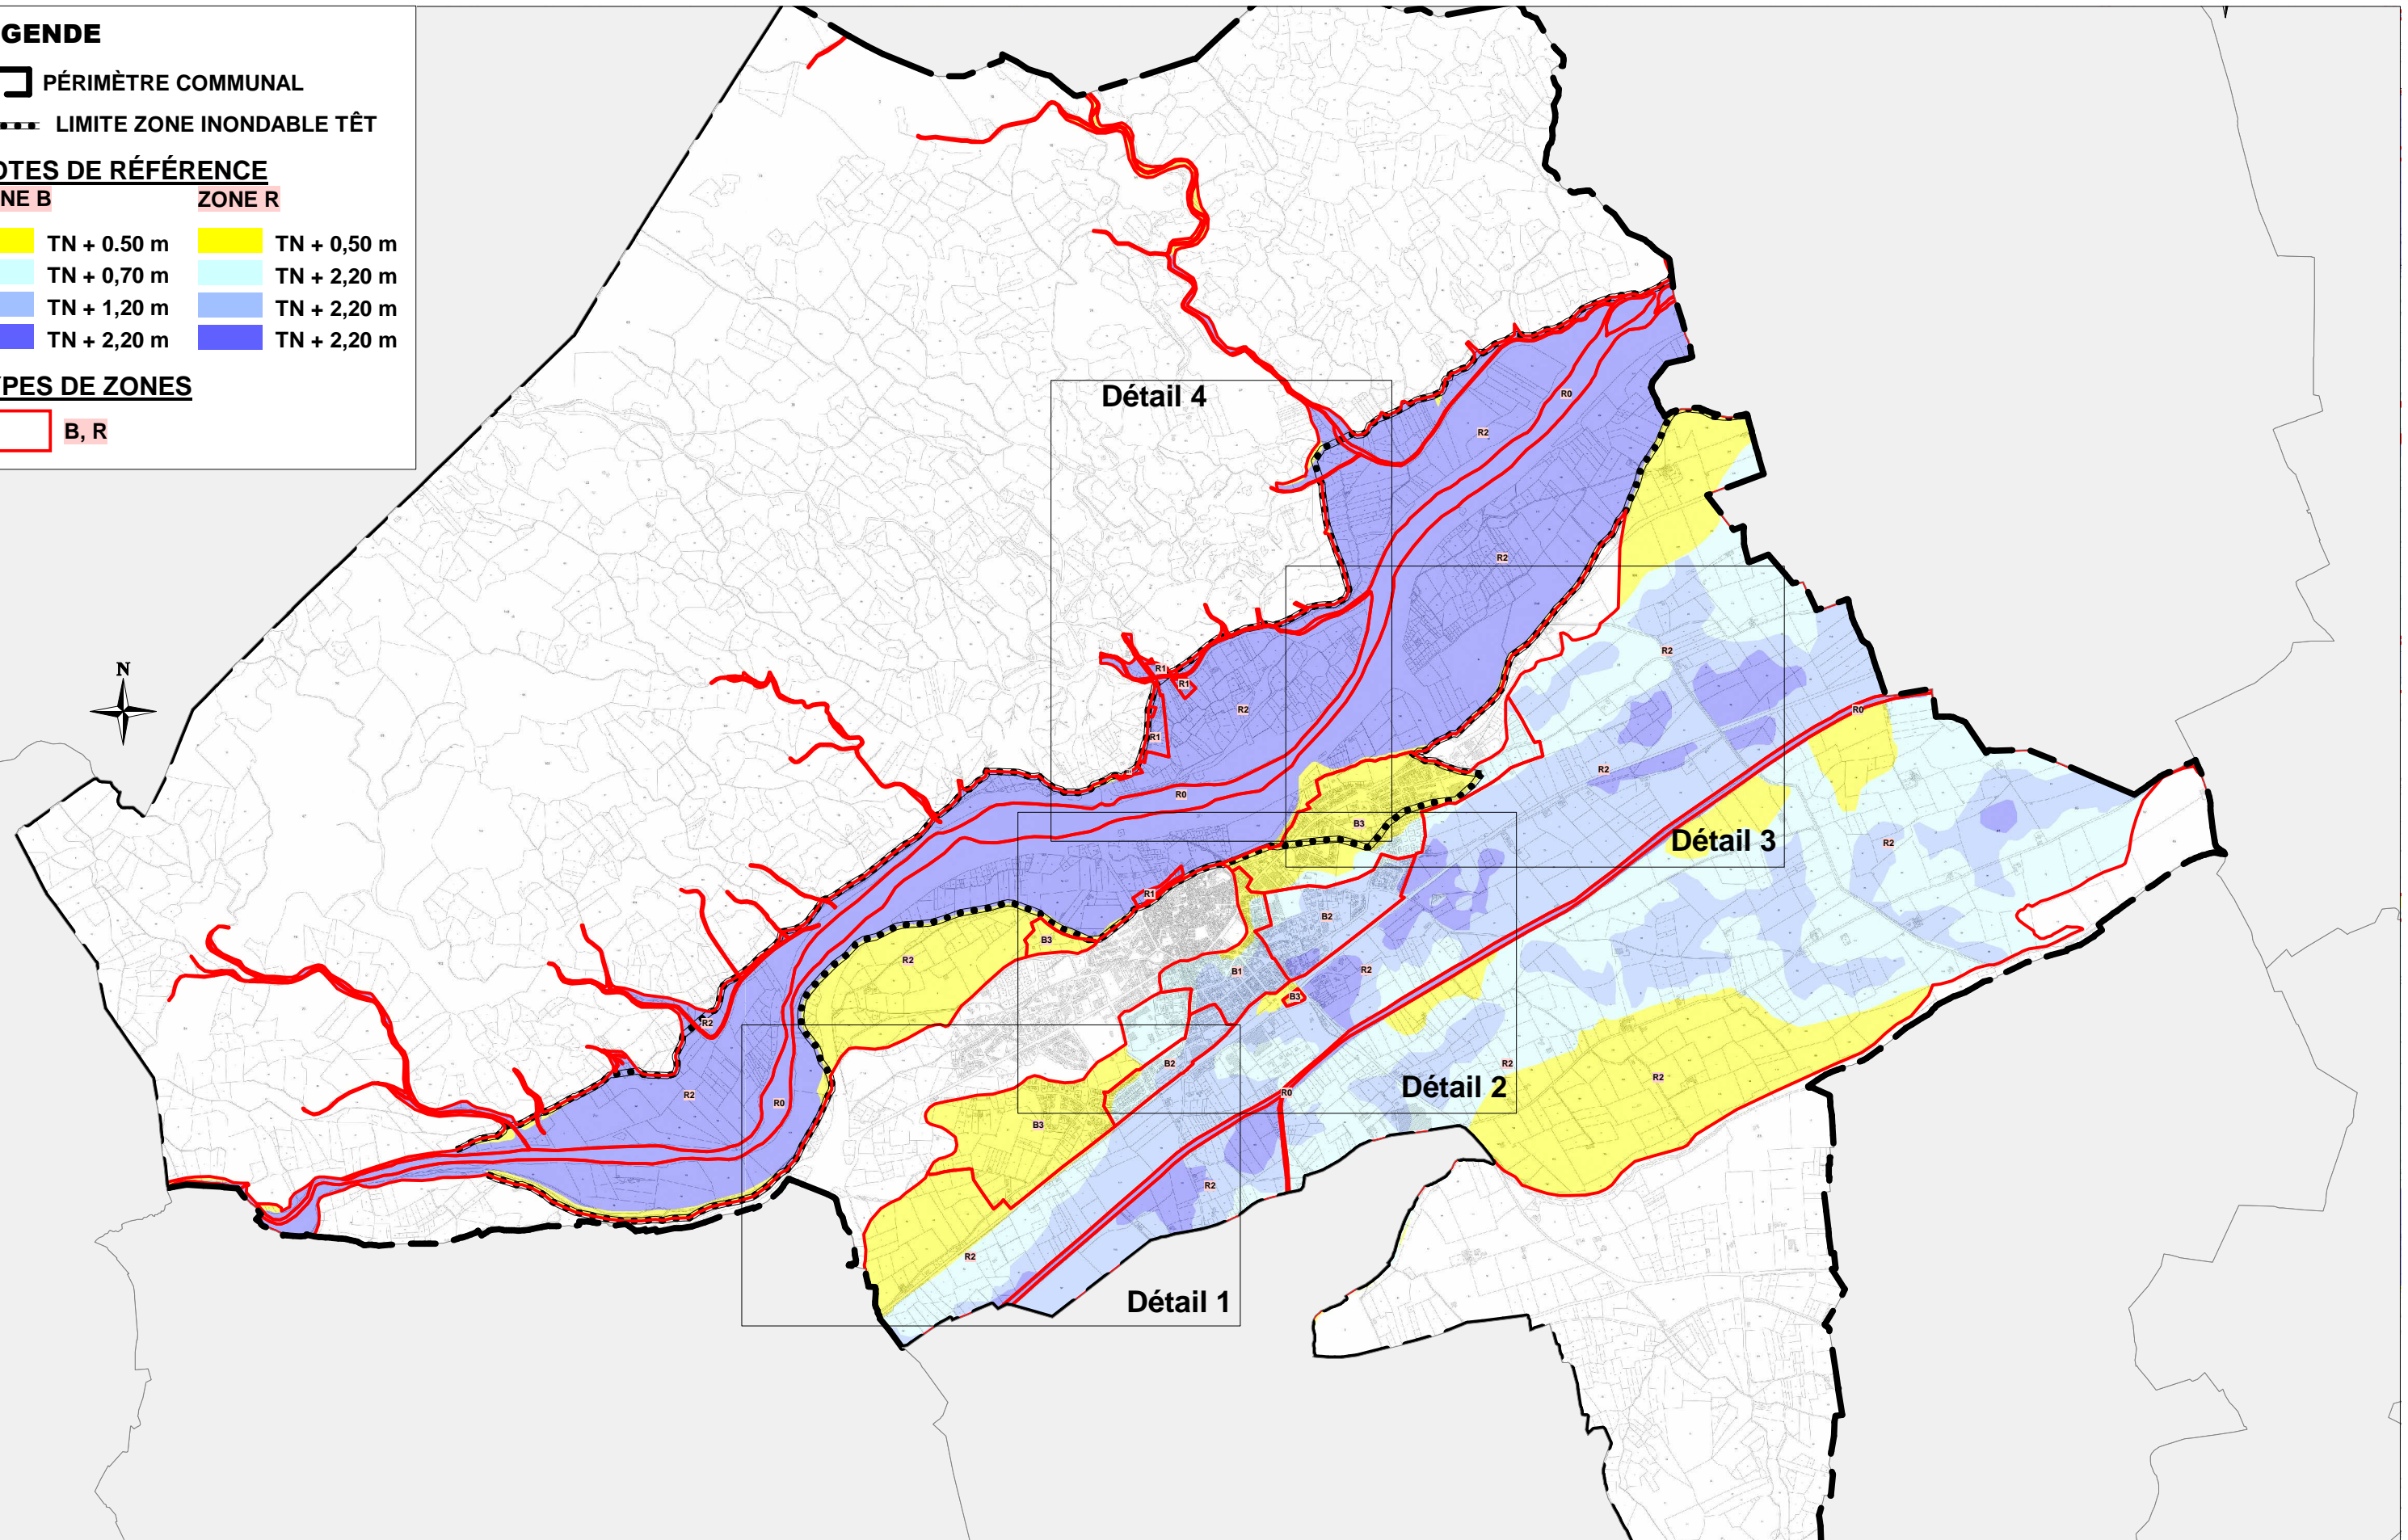 GENDE
PÉRIMÈTRE COMMUNAL
LIMITE ZONE INONDABLE TÊT
OTES DE RÉFÉRENCE
NE B ZONE R
TN + 0.50 m TN + 0,50 m
TN + 0,70 m TN + 2,20 m
TN + 1,20 m TN + 2,20 m
TN + 2,20 m TN + 2,20 m
YPES DE ZONES
B, R
N
Détail 4
R0
R2
R2
R2
R1
R1
R2
R0
R1
R2
R0
B3
Détail 3
R2
R1
B2
B3
R2
B1
R2
B3
R2
R2
B2
R2
R2
Détail 2
R0
R2
R0
B3
R2
R2
Détail 1